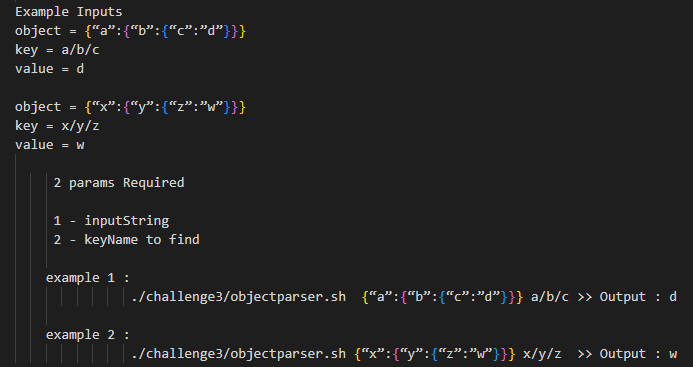 Example Inputs
object = {“a”:{“b”:{“c”:”d”}}}
key = a/b/c
value = d
object = {“x”:{“y”:{“z”:”w”}}}
key = x/y/z
value = w
2 params Required
1 - inputString
2 - keyName to find
example 1 :
./challenge3/objectparser.sh  {“a”:{“b”:{“c”:”d”}}} a/b/c >> Output : d
example 2 :
./challenge3/objectparser.sh {“x”:{“y”:{“z”:”w”}}} x/y/z  >> Output : w